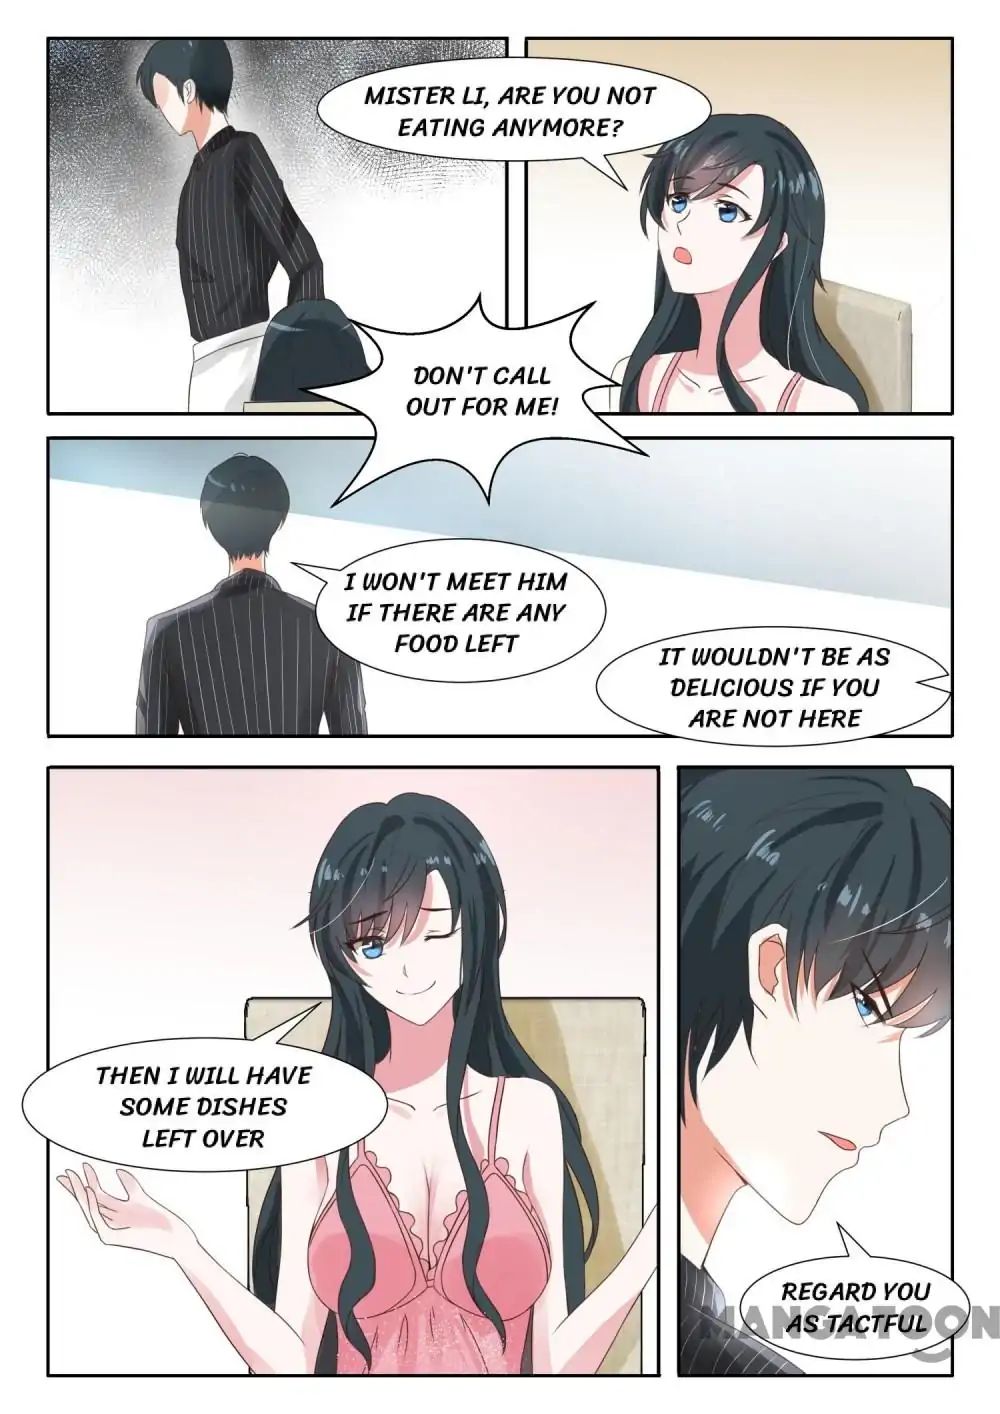 MISTER LI, ARE YOU NOT
EATING ANYMORE?
DON'T CALL
OUT FOR ME!
I WON'T MEET HIM
IF THERE ARE ANY
FOOD LEFT
IT WOULDN'T BE AS
DELICIOUS IF YOU
ARE NOT HERE
THEN I WILL HAVE
SOME DISHES
LEFT OVER
REGARD YOU
AS TACTFUL
MANGATOON